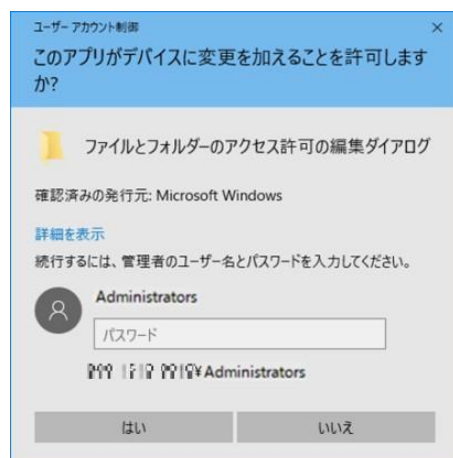 ユーザー アカウント制御
このアプリがデバイスに変更を加えることを許可します
か?
ファイルとフォルダーのアクセス許可の編集ダイアログ
確認済みの発行元: Microsoft Windows
詳細を表示
続行するには、管理者のユーザー名とパスワードを入力してください。
Administrators
パスワード
¥Administrators
はい
いいえ